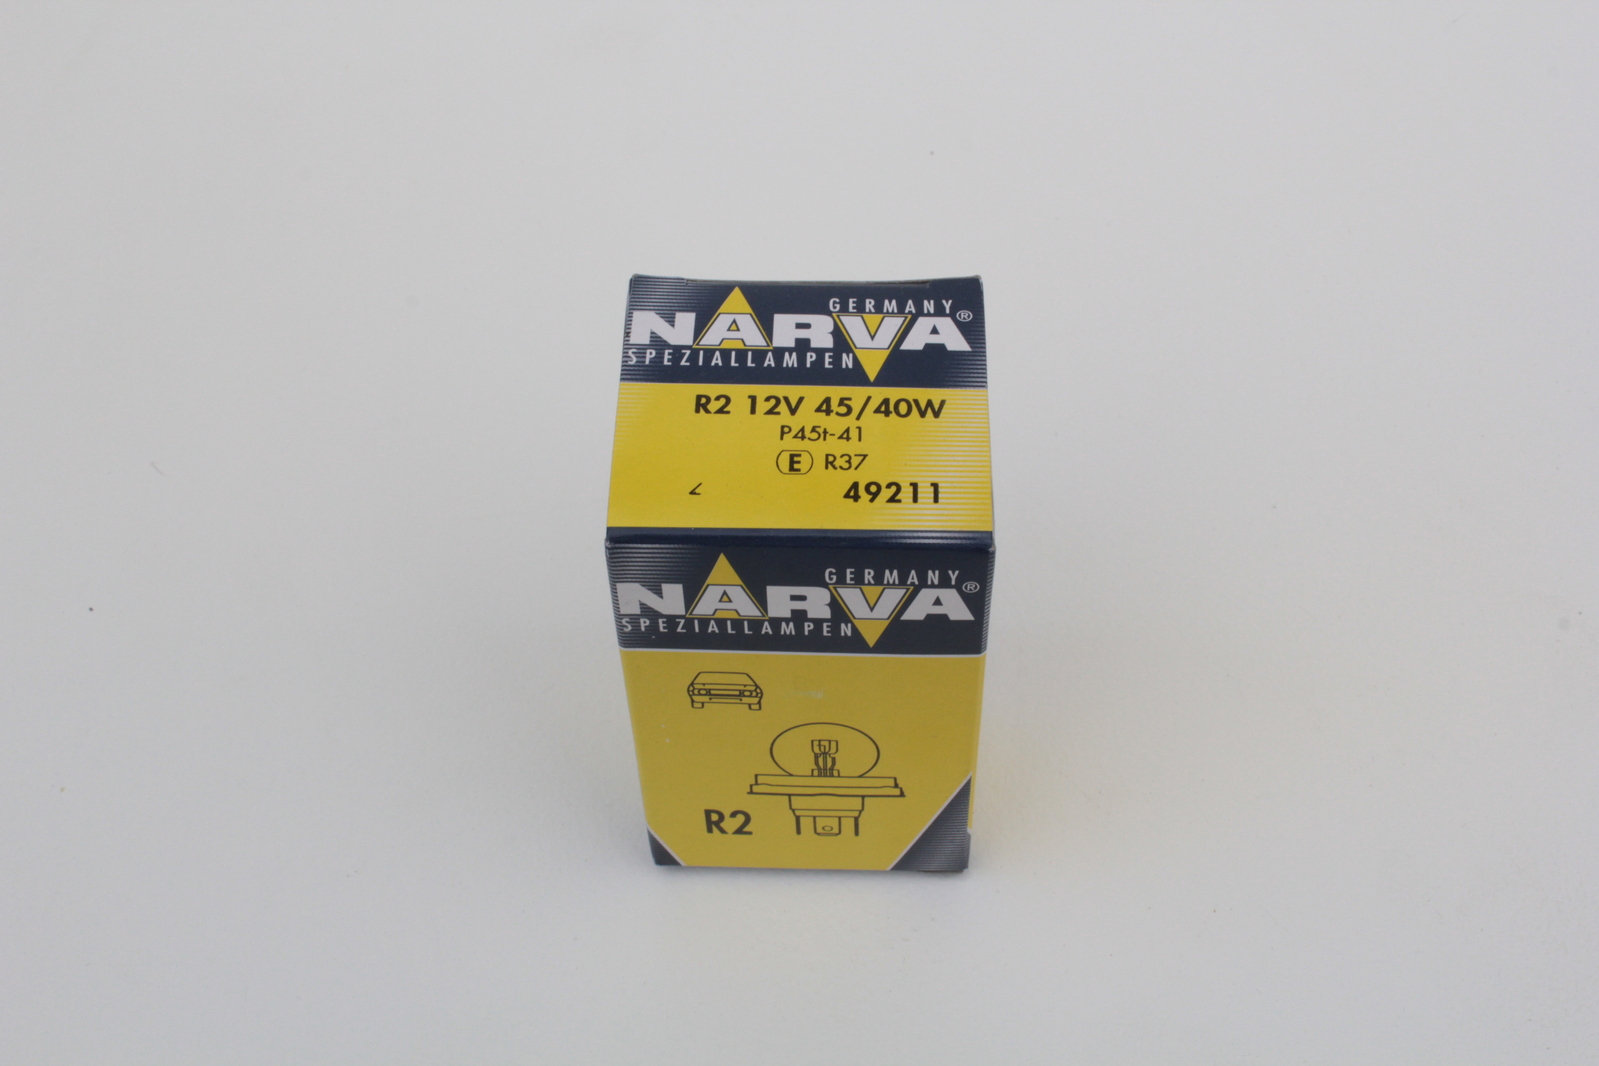 GERMANY
NARVA®
SPEZIALLAMPEN
R2 12V 45/40W
P45t-41
E R37
49211
GERMANY
NARVA®
SPEZIALLAMPEN
R2